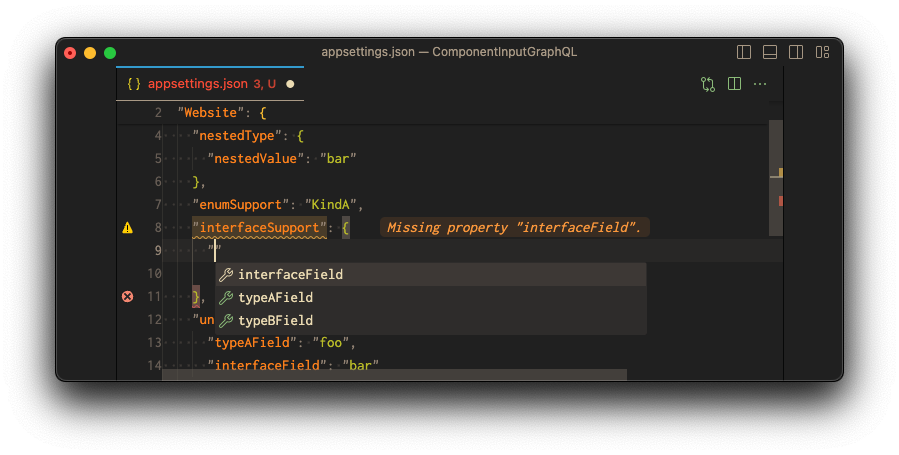 appsettings.json — ComponentInputGraphQL
{} appsettings.json 3, U
2 "Website": {
4 "nestedType": {
5 "nestedValue": "bar"
6 },
7 "enumSupport": "KindA",
8 "interfaceSupport": { Missing property "interfaceField".
9 ""
10 interfaceField
11 }, typeAField
12 "un typeBField
13 "typeAField": "foo",
14 "interfaceField": "bar"